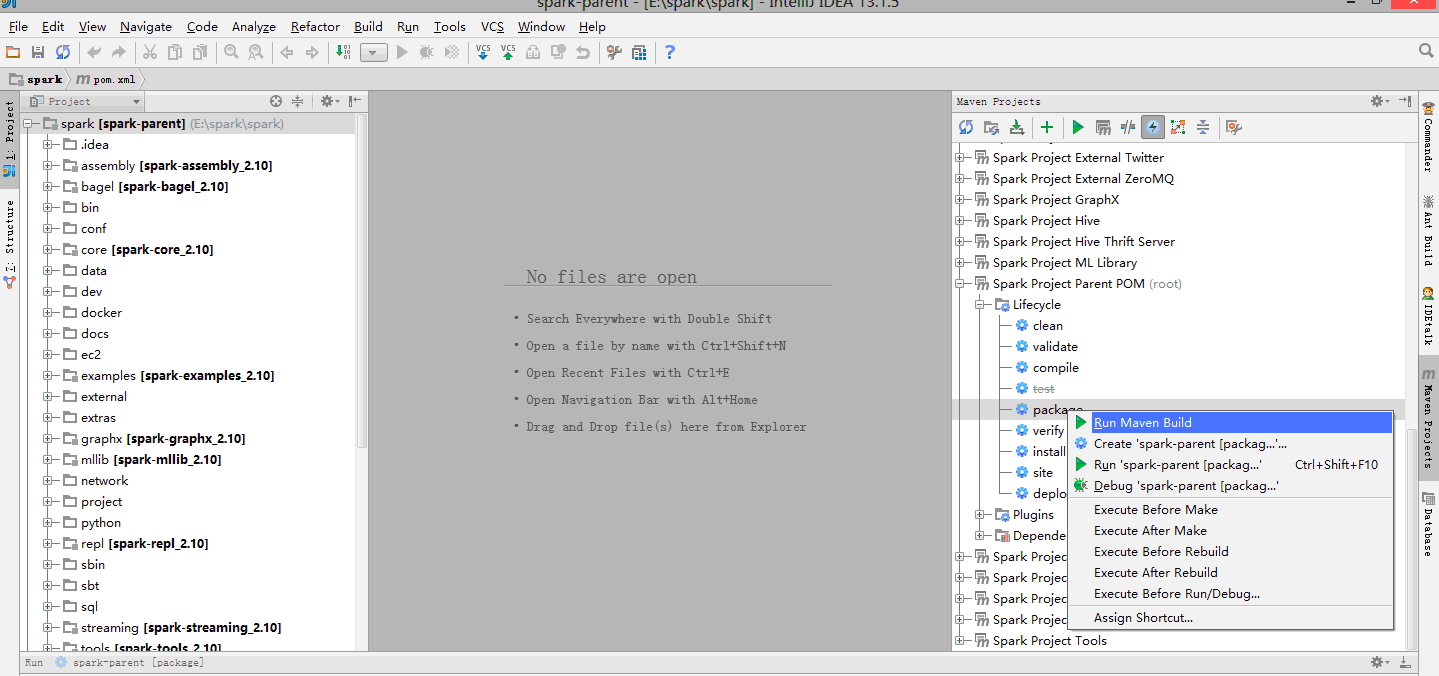 spark-parent - [E:\spark\spark] - IntelliJ IDEA 13.1.5
File Edit View Navigate Code Analyze Refactor Build Run Tools VCS Window Help
VCS VCS
spark pom.xml
Project
Maven Projects
1: Project
7: Structure
spark [spark-parent] (E:\spark\spark)
.idea
assembly [spark-assembly_2.10]
bagel [spark-bagel_2.10]
bin
conf
core [spark-core_2.10]
data
dev
docker
docs
ec2
examples [spark-examples_2.10]
external
extras
graphx [spark-graphx_2.10]
mllib [spark-mllib_2.10]
network
project
python
repl [spark-repl_2.10]
sbin
sbt
sql
streaming [spark-streaming_2.10]
tools [spark-tools_2.10]
No files are open
• Search Everywhere with Double Shift
• Open a file by name with Ctrl+Shift+N
• Open Recent Files with Ctrl+E
• Open Navigation Bar with Alt+Home
• Drag and Drop file(s) here from Explorer
Spark Project External Twitter
Spark Project External ZeroMQ
Spark Project GraphX
Spark Project Hive
Spark Project Hive Thrift Server
Spark Project ML Library
Spark Project Parent POM (root)
Lifecycle
clean
validate
compile
test
package
verify
install
site
deplo
Plugins
Depende
Spark Projec
Spark Projec
Spark Projec
Spark Projec
Spark Project Tools
Run Maven Build
Create 'spark-parent [packag...'...
Run 'spark-parent [packag...' Ctrl+Shift+F10
Debug 'spark-parent [packag...'
Execute Before Make
Execute After Make
Execute Before Rebuild
Execute After Rebuild
Execute Before Run/Debug...
Assign Shortcut...
Commander
Ant Build
IDEtalk
Maven Projects
Database
Run spark-parent [package]